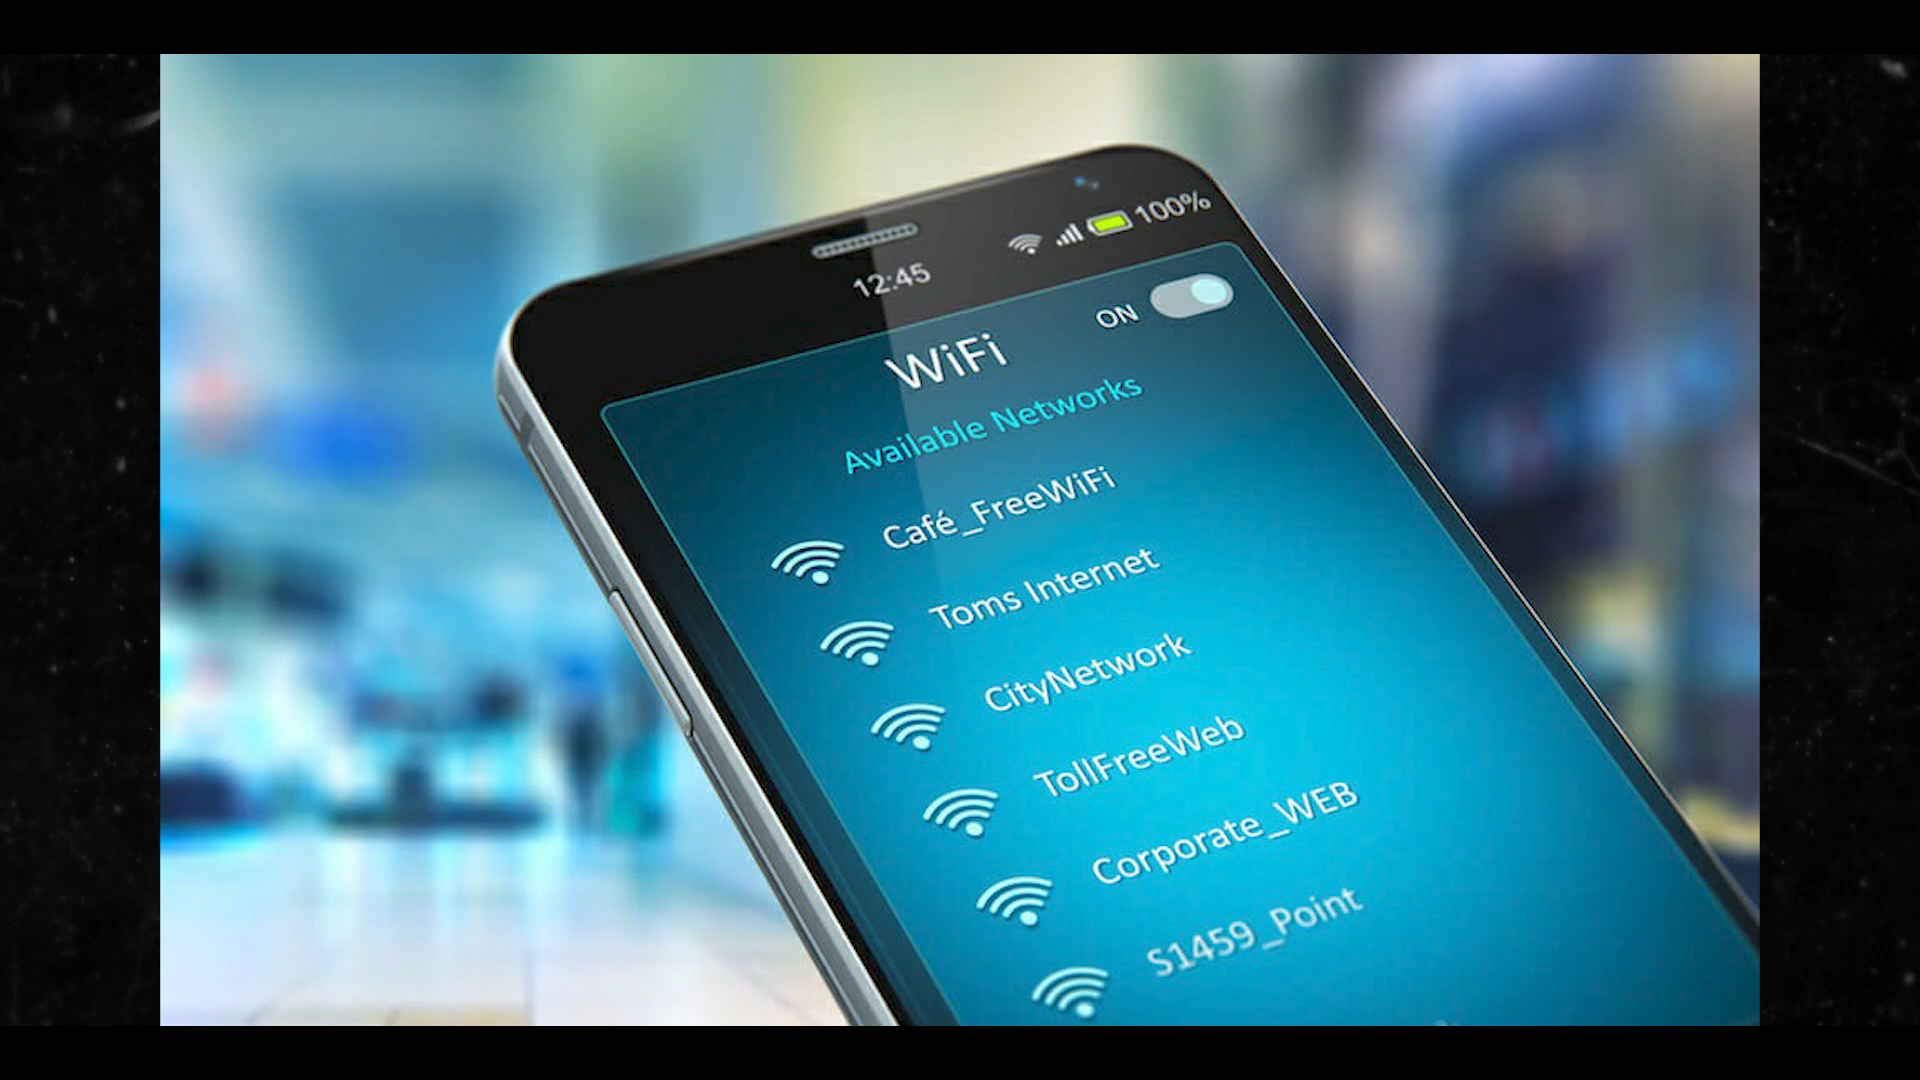 100%
12:45
ON
WiFi
Available Networks
Café_FreeWiFi
Toms Internet
CityNetwork
TollFreeWeb
Corporate_WEB
S1459_Point